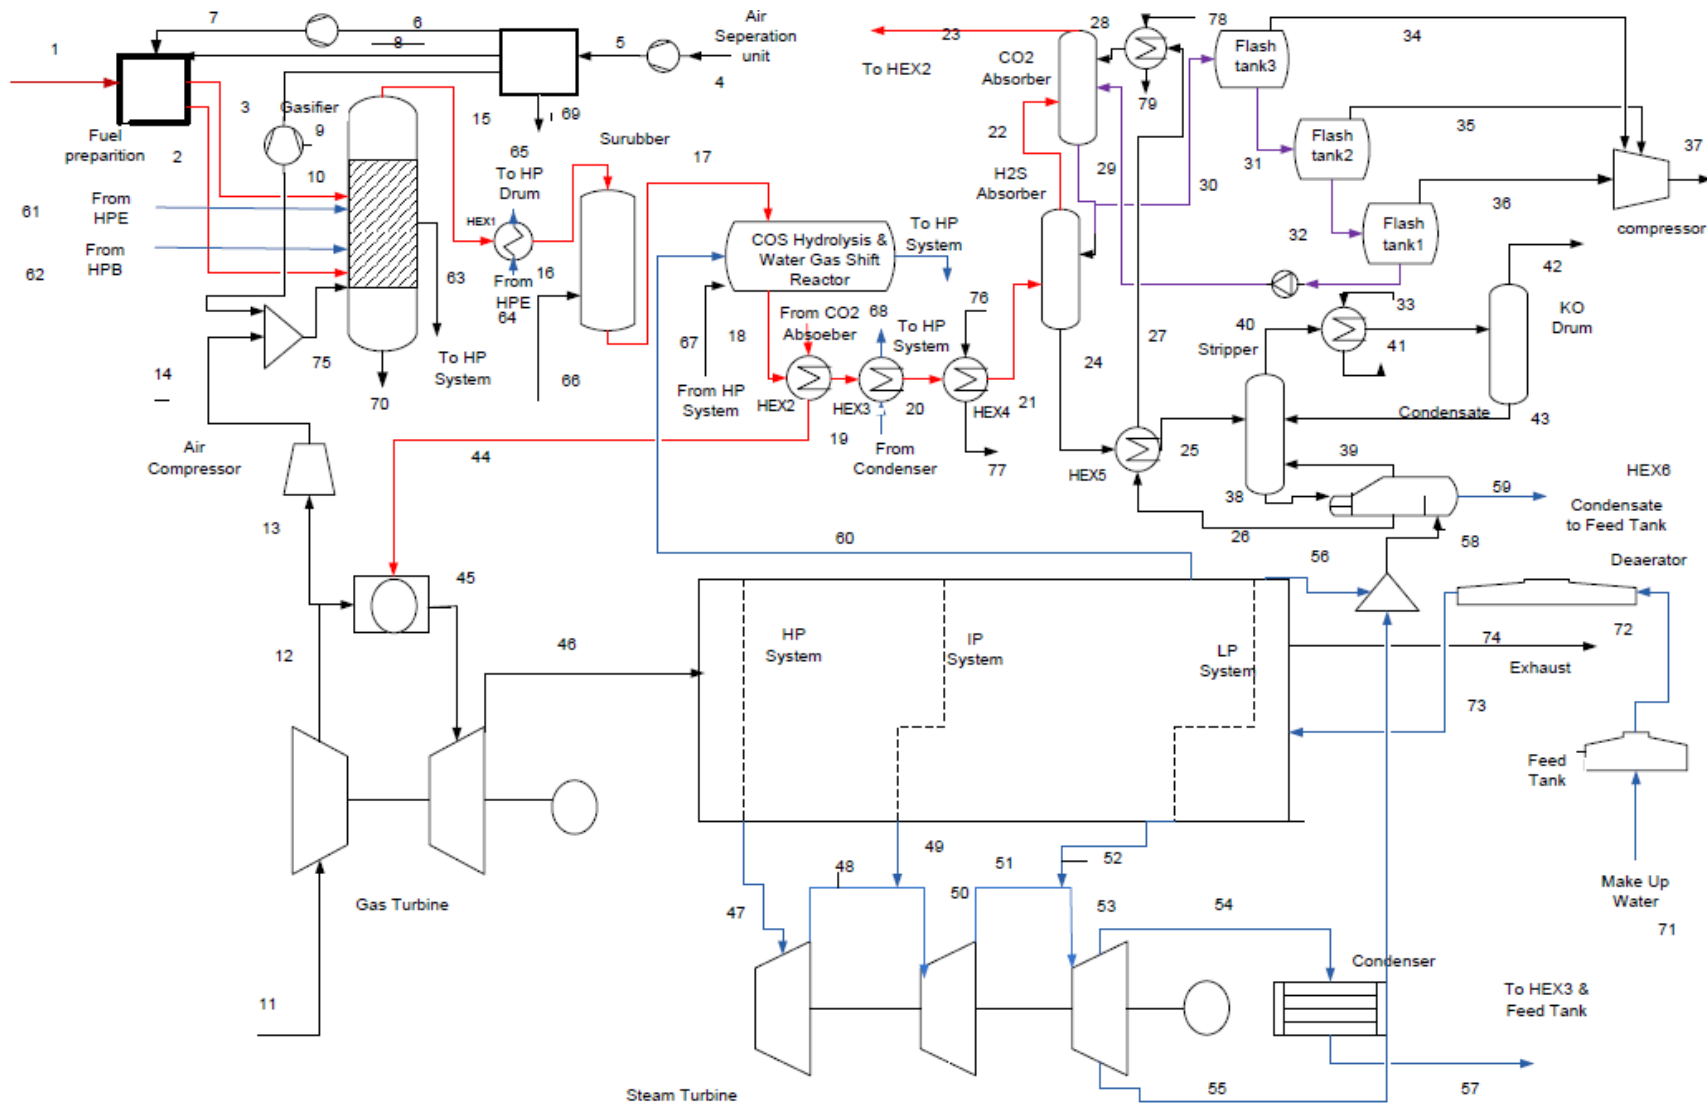 7
6
8
Air
Seperation
unit
5
4
1
23
28
78
34
To HEX2
CO2
Absorber
Flash
tank3
79
3
Gasifier
9
15
69
Surubber
Fuel
prepartition
2
10
65
To HP
Drum
17
22
H2S
Absorber
29
30
31
Flash
tank2
35
37
61
From
HPE
62
From
HPB
63
HEX1
16
From
HPE
64
COS Hydrolysis &
Water Gas Shift
Reactor
To HP
System
32
Flash
tank1
36
compressor
42
14
75
To HP
System
70
66
67
From HP
System
18
From CO2
Absoeber
68
To HP
System
76
HEX2
HEX3
20
HEX4
21
19
From
Condenser
77
24
27
Stripper
40
33
41
KO
Drum
Condensate
43
Air
Compressor
44
HEX5
25
39
38
26
HEX6
59
Condensate
to Feed Tank
13
60
56
58
Deaerator
45
12
46
HP
System
IP
System
LP
System
74
Exhaust
72
73
Feed
Tank
Gas Turbine
48
49
51
52
47
50
53
54
Make Up
Water
71
11
Condenser
To HEX3 &
Feed Tank
Steam Turbine
55
57